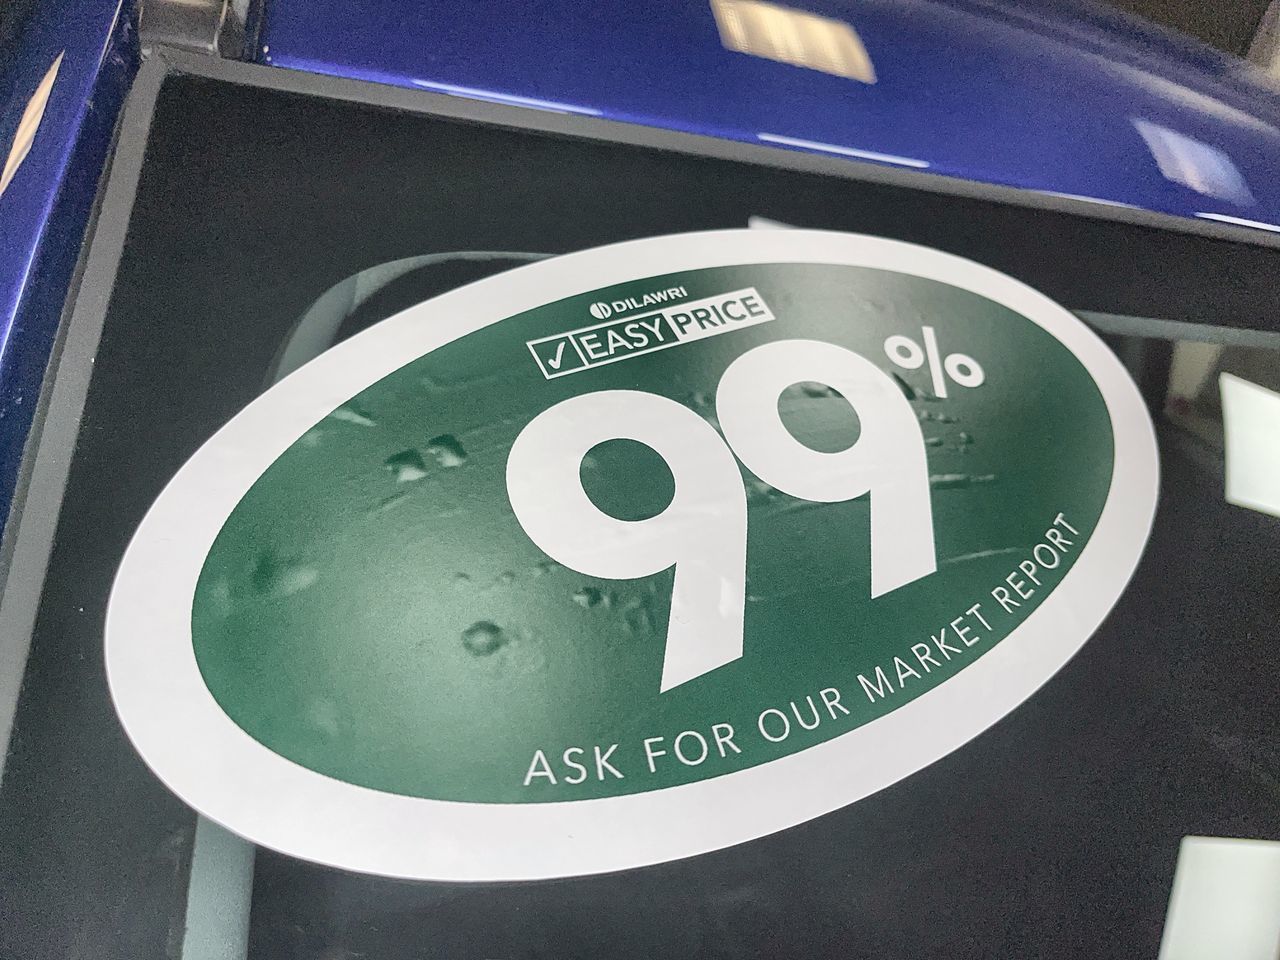 DILAWRI
✓ EASY PRICE
99%
ASK FOR OUR MARKET REPORT